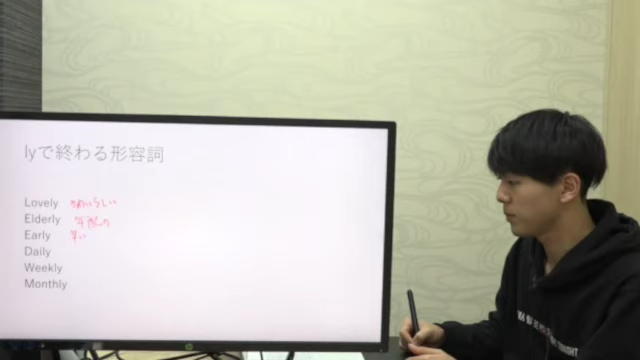 lyで終わる形容詞
Lovely かわいらしい
Elderly 年配の
Early 早い
Daily
Weekly
Monthly
hp